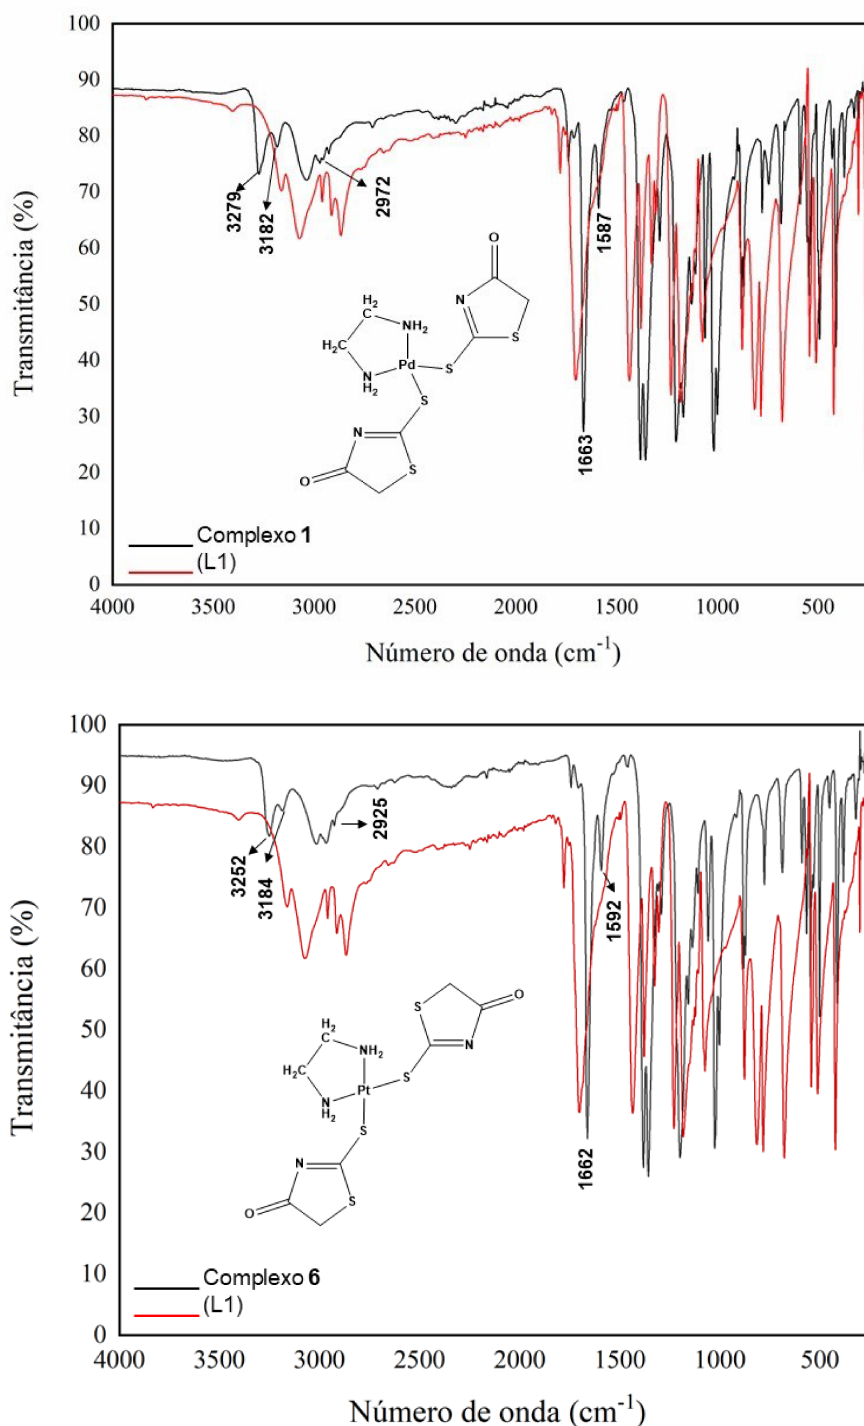 100
90
80
70
60
50
40
30
20
10
0
Transmitância (%)
3279
3182
2972
1587
1663
O
N
S
H2
C
NH2
H2C
N
H2
Pd
S
S
N
S
O
Complexo 1
(L1)
4000 3500 3000 2500 2000 1500 1000 500
Número de onda (cm-1)
100
90
80
70
60
50
40
30
20
10
0
Transmitância (%)
3252
3184
2925
1592
1662
S
O
N
H2
C
NH2
H2C
N
H2
Pt
S
S
N
S
O
Complexo 6
(L1)
4000 3500 3000 2500 2000 1500 1000 500
Número de onda (cm-1)